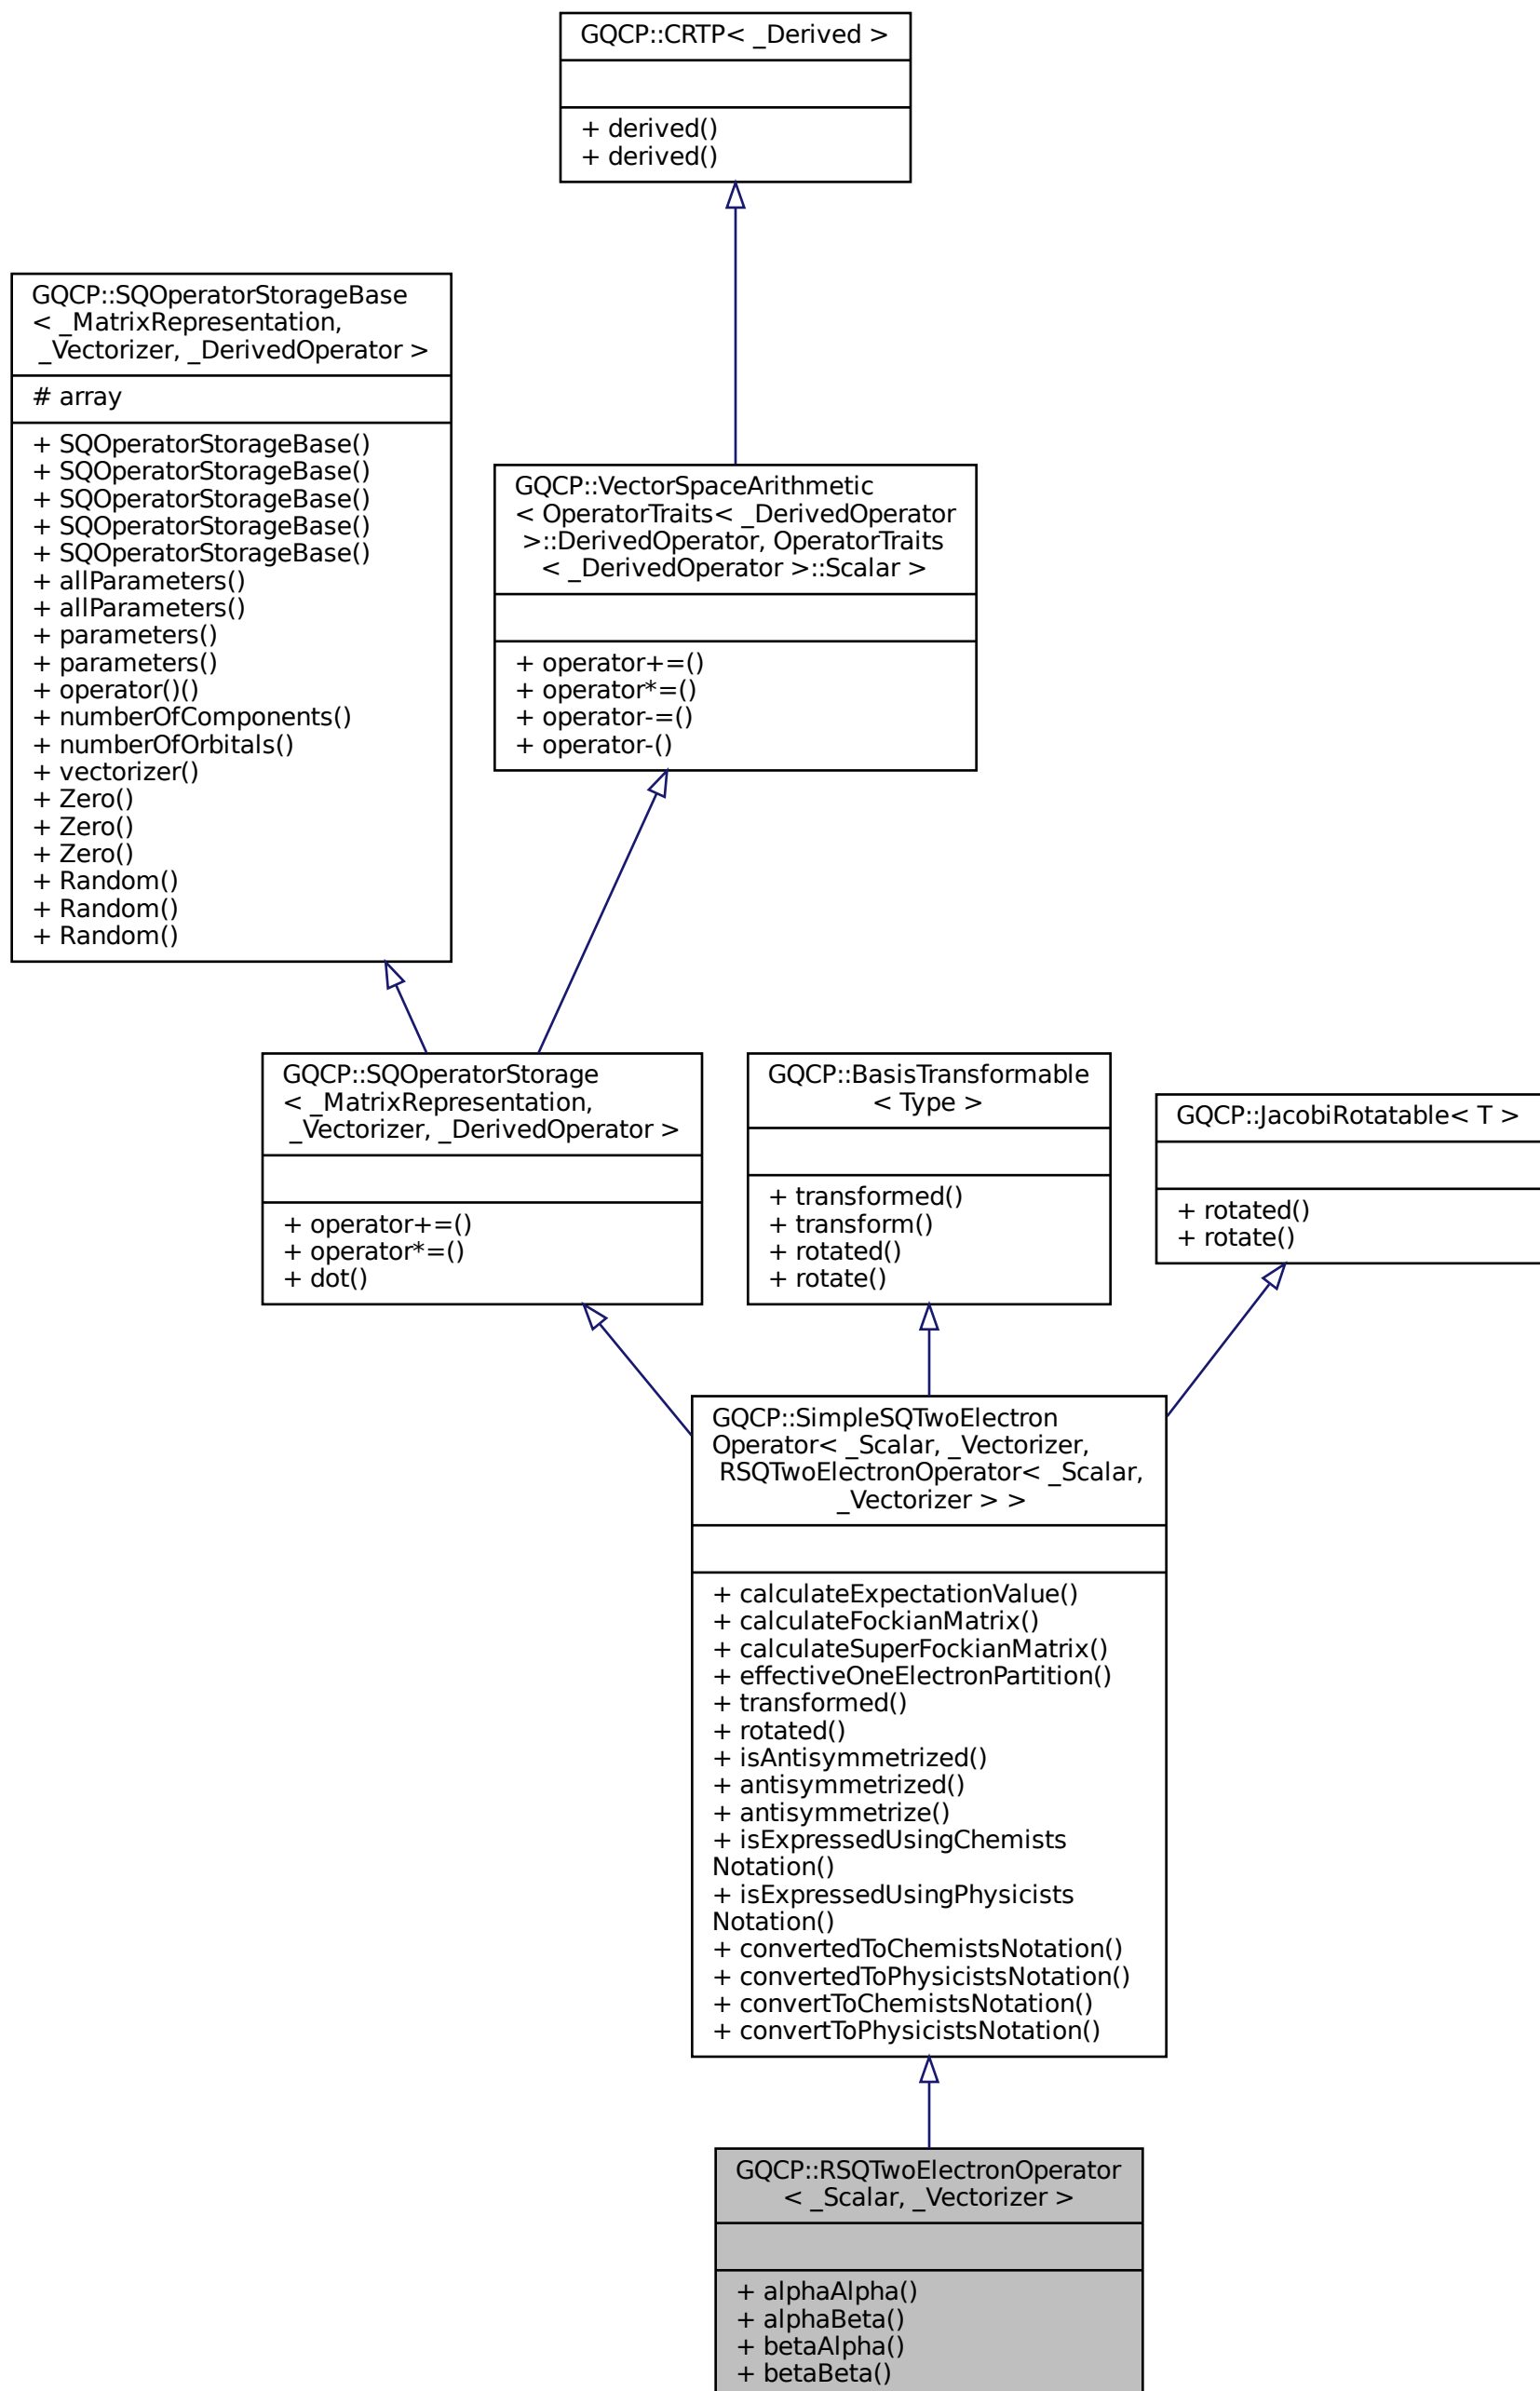 GQCP::CRTP< _Derived >
+ derived()
+ derived()
GQCP::SQOperatorStorageBase
< _MatrixRepresentation,
_Vectorizer, _DerivedOperator >
# array
+ SQOperatorStorageBase()
+ SQOperatorStorageBase()
+ SQOperatorStorageBase()
+ SQOperatorStorageBase()
+ SQOperatorStorageBase()
+ allParameters()
+ allParameters()
+ parameters()
+ parameters()
+ operator()()
+ numberOfComponents()
+ numberOfOrbitals()
+ vectorizer()
+ Zero()
+ Zero()
+ Zero()
+ Random()
+ Random()
+ Random()
GQCP::VectorSpaceArithmetic
< OperatorTraits< _DerivedOperator
>::DerivedOperator, OperatorTraits
< _DerivedOperator >::Scalar >
+ operator+=()
+ operator*=()
+ operator-=()
+ operator-()
GQCP::SQOperatorStorage
< _MatrixRepresentation,
_Vectorizer, _DerivedOperator >
+ operator+=()
+ operator*=()
+ dot()
GQCP::BasisTransformable
< Type >
+ transformed()
+ transform()
+ rotated()
+ rotate()
GQCP::JacobiRotatable< T >
+ rotated()
+ rotate()
GQCP::SimpleSQTwoElectron
Operator< _Scalar, _Vectorizer,
RSQTwoElectronOperator< _Scalar,
_Vectorizer > >
+ calculateExpectationValue()
+ calculateFockianMatrix()
+ calculateSuperFockianMatrix()
+ effectiveOneElectronPartition()
+ transformed()
+ rotated()
+ isAntisymmetrized()
+ antisymmetrized()
+ antisymmetrize()
+ isExpressedUsingChemists
Notation()
+ isExpressedUsingPhysicists
Notation()
+ convertedToChemistsNotation()
+ convertedToPhysicistsNotation()
+ convertToChemistsNotation()
+ convertToPhysicistsNotation()
GQCP::RSQTwoElectronOperator
< _Scalar, _Vectorizer >
+ alphaAlpha()
+ alphaBeta()
+ betaAlpha()
+ betaBeta()